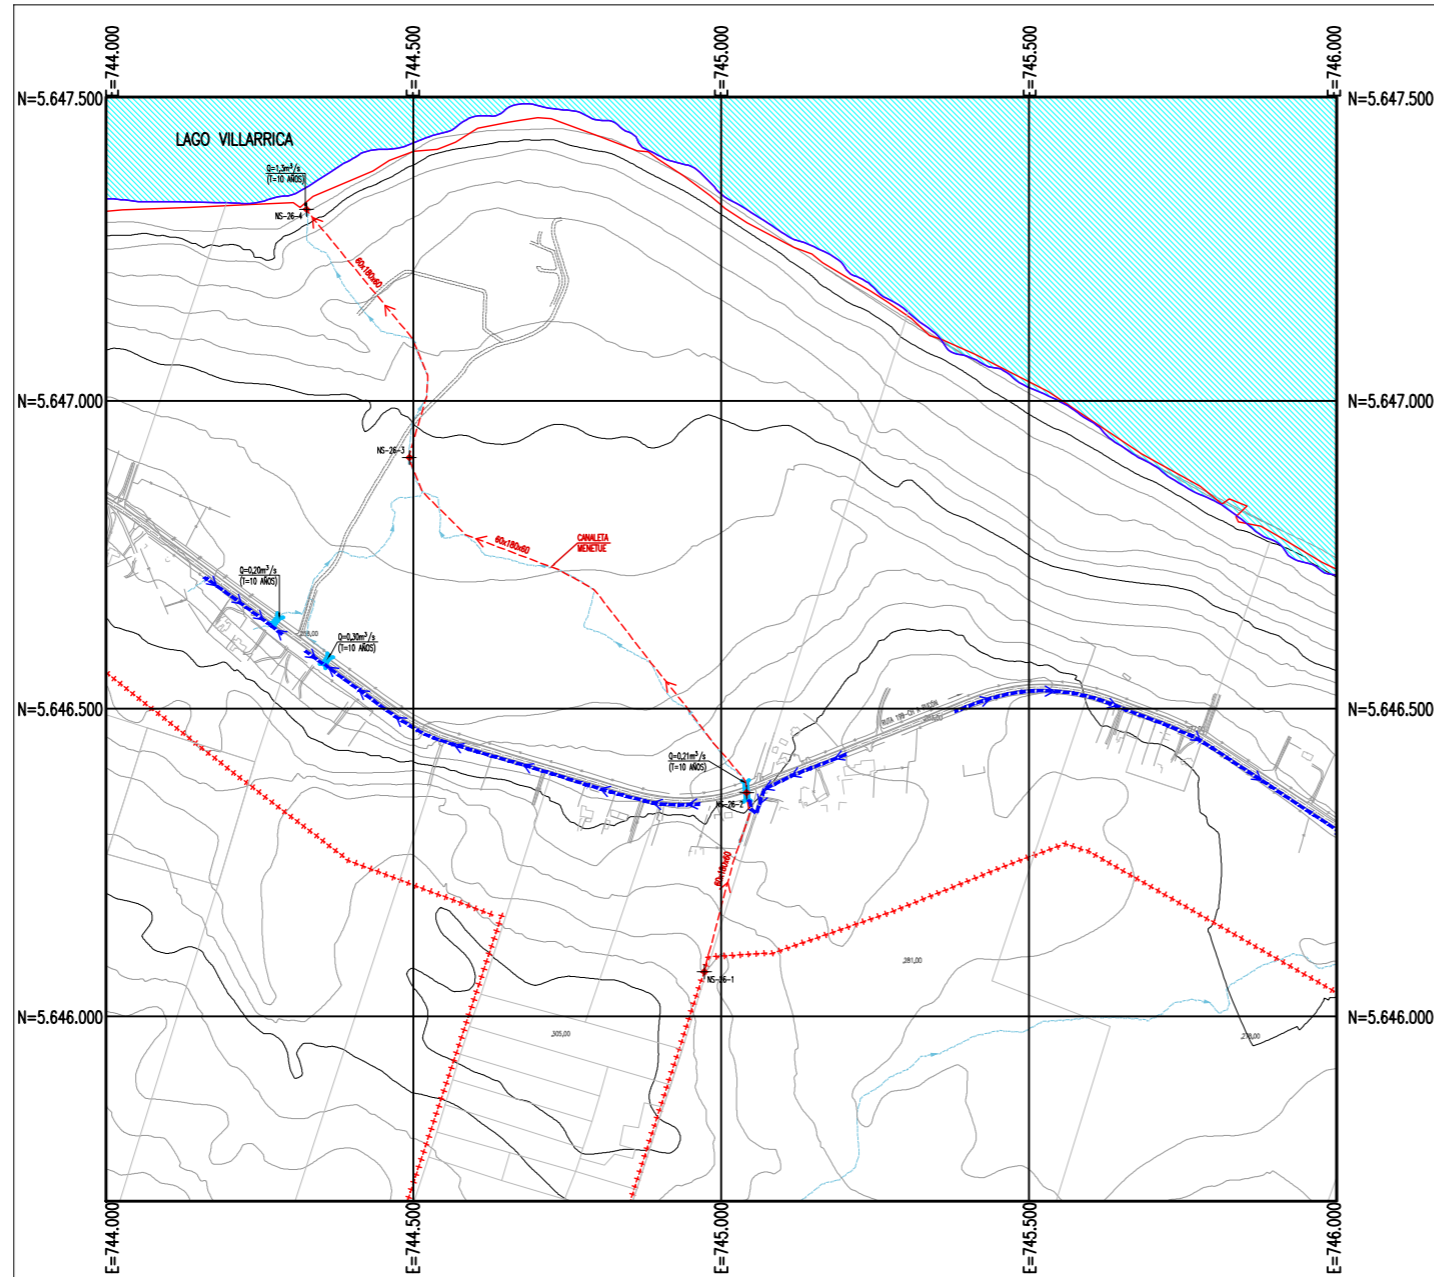 E=744.000
E=744.500
E=745.000
E=745.500
E=746.000
N=5.647.500
N=5.647.500
LAGO VILLARRICA
Q=1,3m³/s
(T=10 AÑOS)
NS-26-4
60x180x60
N=5.647.000
N=5.647.000
NS-26-3
60x180x60
CANALETA
MENETUE
Q=0,20m³/s
(T=10 AÑOS)
Q=0,30m³/s
(T=10 AÑOS)
N=5.646.500
N=5.646.500
Q=0,21m³/s
(T=10 AÑOS)
NS-26-2
60x180x60
281,00
NS-26-1
N=5.646.000
N=5.646.000
305,00
E=744.000
E=744.500
E=745.000
E=745.500
E=746.000